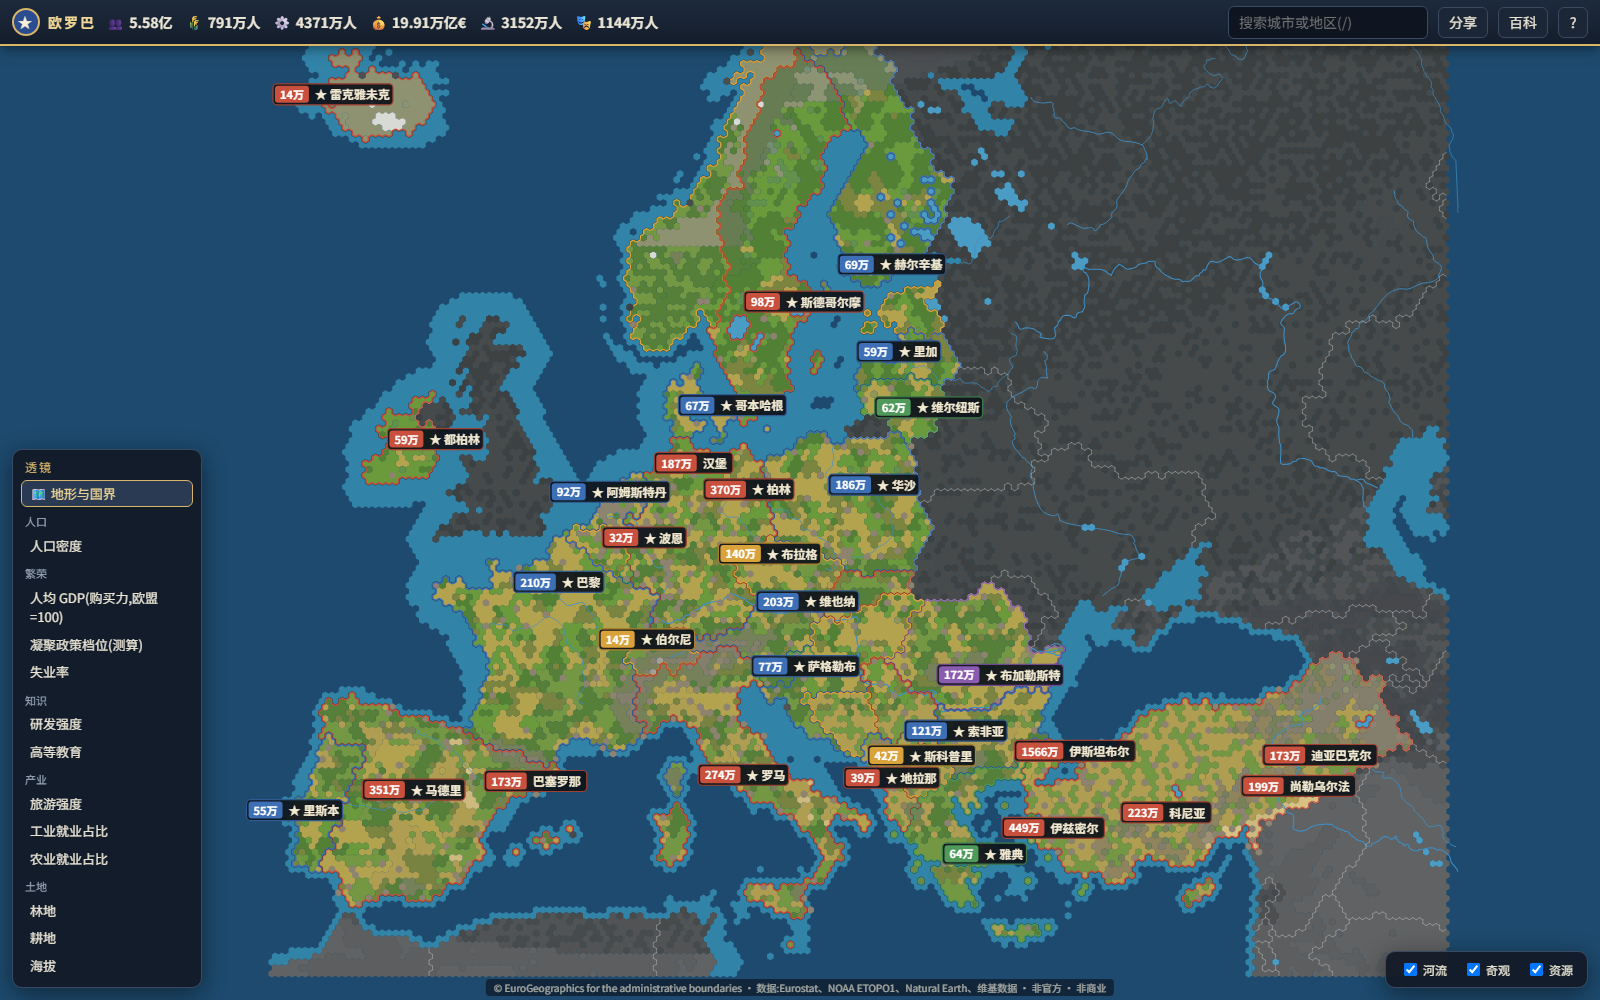 欧罗巴 5.58亿 791万人 4371万人 19.91万亿€ 3152万人 1144万人 搜索城市或地区(/) 分享 百科 ?
14万 ★ 雷克雅未克
69万 ★ 赫尔辛基
98万 ★ 斯德哥尔摩
59万 ★ 里加
67万 ★ 哥本哈根
62万 ★ 维尔纽斯
59万 ★ 都柏林
187万 汉堡
92万 ★ 阿姆斯特丹
370万 ★ 柏林
186万 ★ 华沙
32万 ★ 波恩
140万 ★ 布拉格
210万 ★ 巴黎
203万 ★ 维也纳
14万 ★ 伯尔尼
77万 ★ 萨格勒布
172万 ★ 布加勒斯特
121万 ★ 索非亚
42万 ★ 斯科普里
1566万 伊斯坦布尔
173万 迪亚巴克尔
274万 ★ 罗马
39万 ★ 地拉那
173万 巴塞罗那
351万 ★ 马德里
199万 尚勒乌尔法
55万 ★ 里斯本
223万 科尼亚
449万 伊兹密尔
64万 ★ 雅典
透镜
地形与国界
人口
人口密度
繁荣
人均 GDP(购买力,欧盟
=100)
凝聚政策档位(测算)
失业率
知识
研发强度
高等教育
产业
旅游强度
工业就业占比
农业就业占比
土地
林地
耕地
海拔
河流 奇观 资源
© EuroGeographics for the administrative boundaries • 数据:Eurostat、NOAA ETOPO1、Natural Earth、维基数据 • 非官方 • 非商业